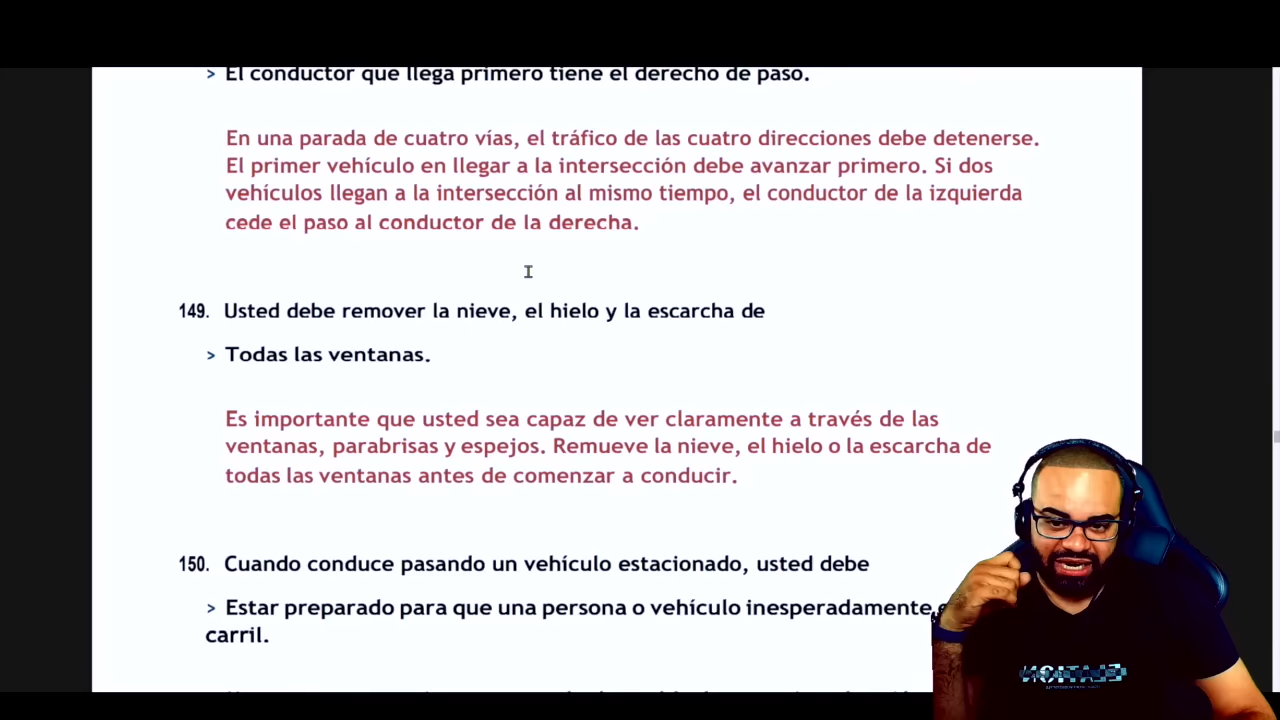 > El conductor que llega primero tiene el derecho de paso.
En una parada de cuatro vías, el tráfico de las cuatro direcciones debe detenerse.
El primer vehículo en llegar a la intersección debe avanzar primero. Si dos
vehículos llegan a la intersección al mismo tiempo, el conductor de la izquierda
cede el paso al conductor de la derecha.
149. Usted debe remover la nieve, el hielo y la escarcha de
> Todas las ventanas.
Es importante que usted sea capaz de ver claramente a través de las
ventanas, parabrisas y espejos. Remueve la nieve, el hielo o la escarcha de
todas las ventanas antes de comenzar a conducir.
150. Cuando conduce pasando un vehículo estacionado, usted debe
> Estar preparado para que una persona o vehículo inesperadamente
carril.